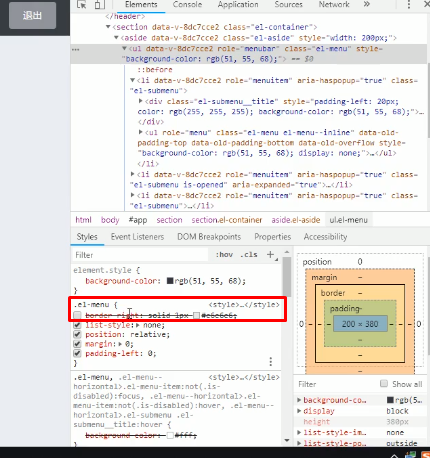 退出
Elements
Console
Application
Sources
Network
»
</header>
<section data-v-8dc7cce2 class="el-container">
<aside data-v-8dc7cce2 class="el-aside" style="width: 200px;">
<ul data-v-8dc7cce2 role="menubar" class="el-menu" style=
"background-color: rgb(51, 55, 68);"> == $0
::before
<li data-v-8dc7cce2 role="menuitem" aria-haspopup="true" class=
"el-submenu">
<div class="el-submenu__title" style="padding-left: 20px;
color: rgb(255, 255, 255); background-color: rgb(51, 55, 68);">…
</div>
<ul role="menu" class="el-menu el-menu--inline" data-old-
padding-top data-old-padding-bottom data-old-overflow style=
"background-color: rgb(51, 55, 68); display: none;">…</ul>
</li>
<li data-v-8dc7cce2 role="menuitem" aria-haspopup="true" class=
"el-submenu is-opened" aria-expanded="true">…</li>
<li data-v-8dc7cce2 role="menuitem" aria-haspopup="true" class=
"el-submenu">…</li>
html body #app section section.el-container aside.el-aside ul.el-menu
Styles Event Listeners DOM Breakpoints Properties Accessibility
Filter :hov .cls +
element.style {
background-color: rgb(51, 55, 68);
}
.el-menu { <style>…</style>
border-right: solid 1px #e6e6e6;
list-style: none;
position: relative;
margin: 0;
padding-left: 0;
}
.el-menu, .el-menu-- <style>…</style>
horizontal>.el-menu-item:not(.is-
disabled):focus, .el-menu--horizontal>.el-menu-
item:not(.is-disabled):hover, .el-menu--
horizontal>.el-submenu .el-
submenu__title:hover {
background-color: #fff;
position 0
margin -
border -
padding-
0 - - - 200 × 380 - - - 0
-
-
-
0
Filter Show all
background-co… rgb(5…
display block
height 380px
list-style-im… none
list-style-po… outside